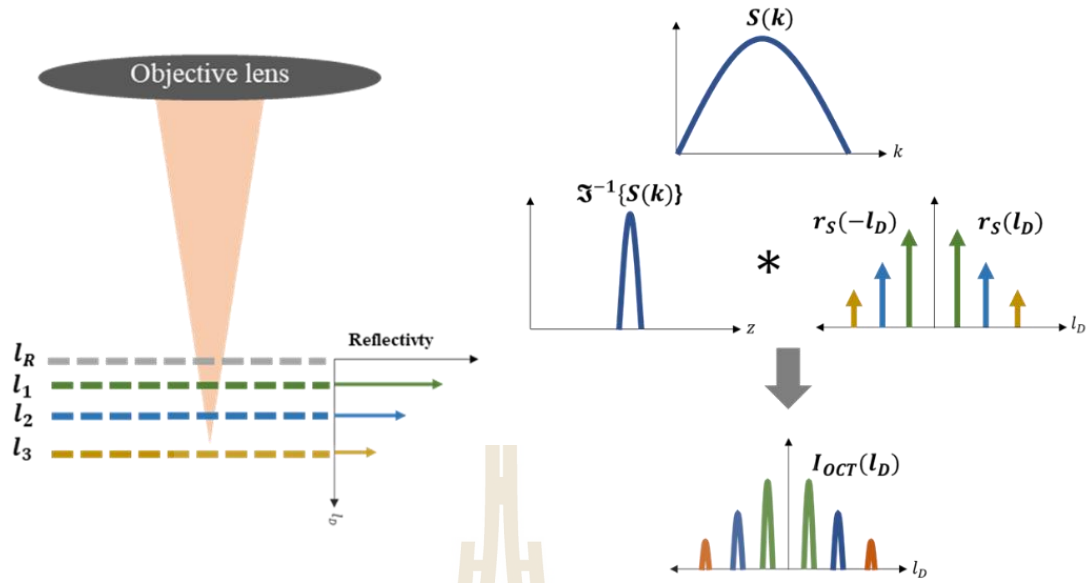 Objective lens
l_R
l_1
l_2
l_3
Reflectivty
l_D
S(k)
k
ℑ⁻¹{S(k)}
z
*
r_S(-l_D)
r_S(l_D)
l_D
I_OCT(l_D)
l_D